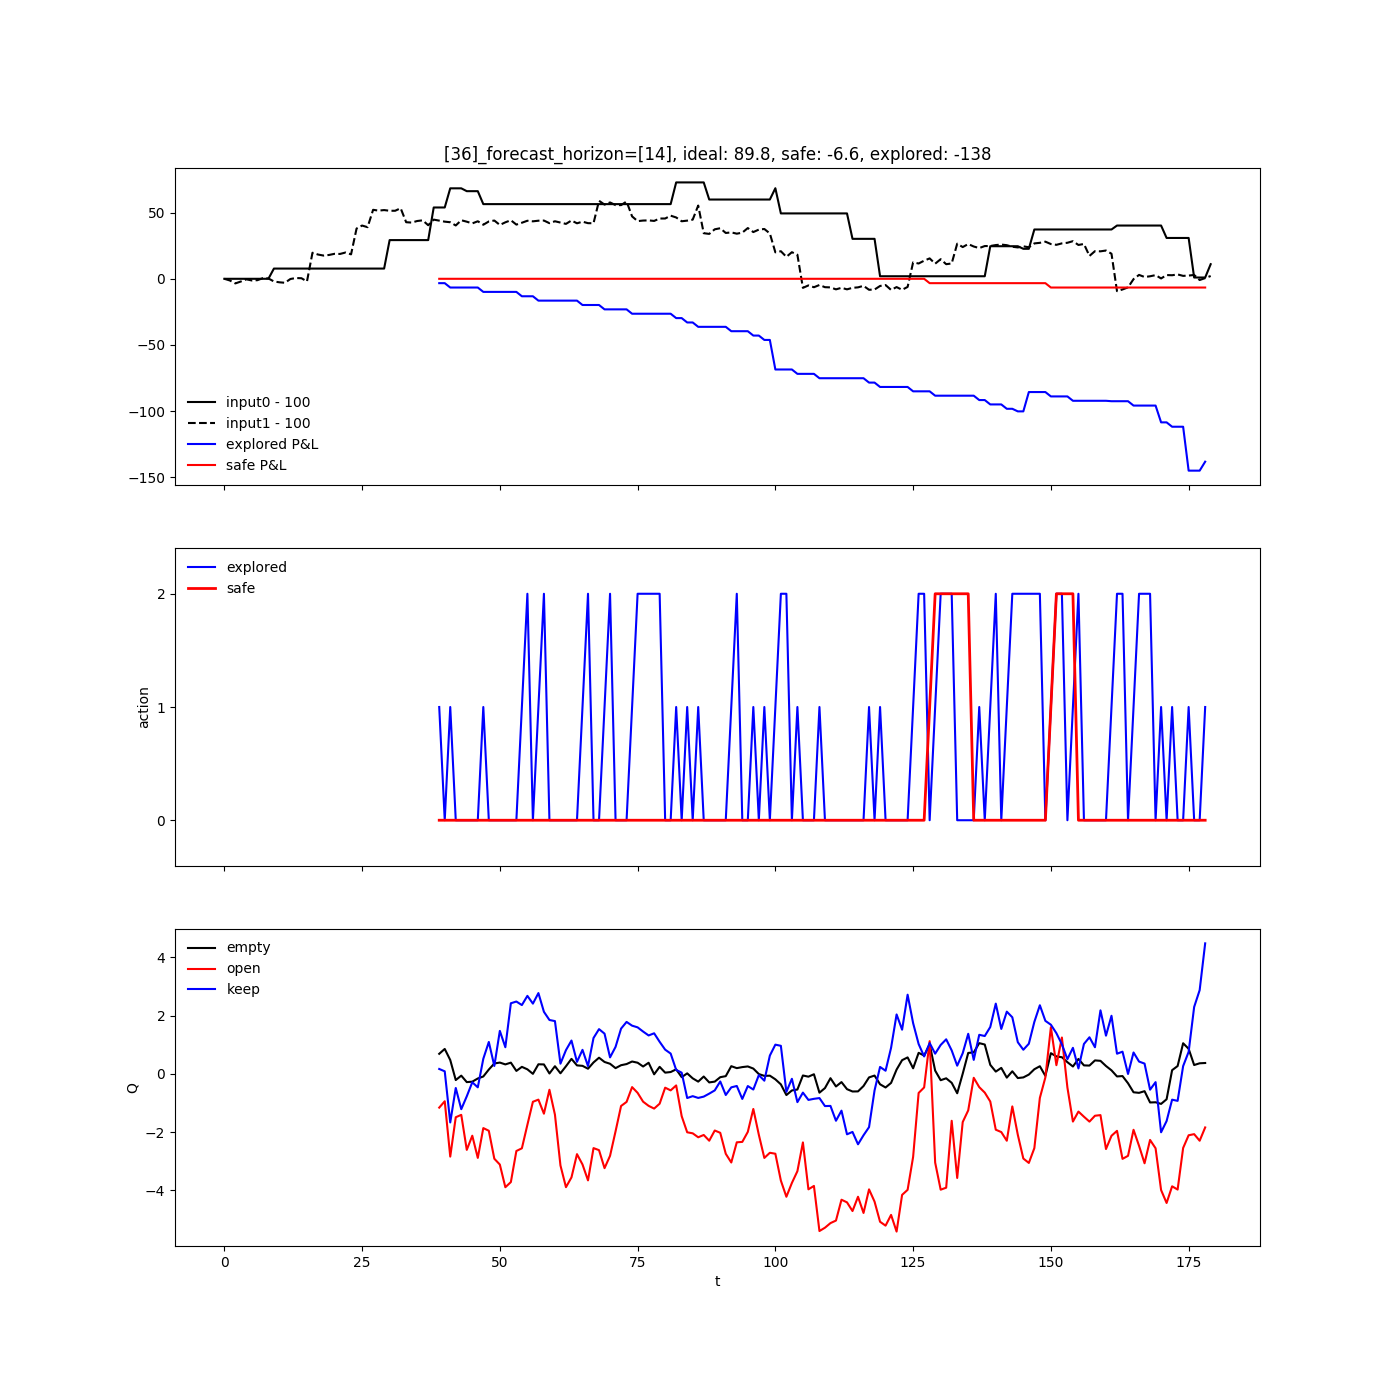 [36]_forecast_horizon=[14], ideal: 89.8, safe: -6.6, explored: -138
50
0
−50
−100
−150
input0 - 100
input1 - 100
explored P&L
safe P&L
2
1
0
action
explored
safe
4
2
0
−2
−4
Q
empty
open
keep
0 25 50 75 100 125 150 175
t